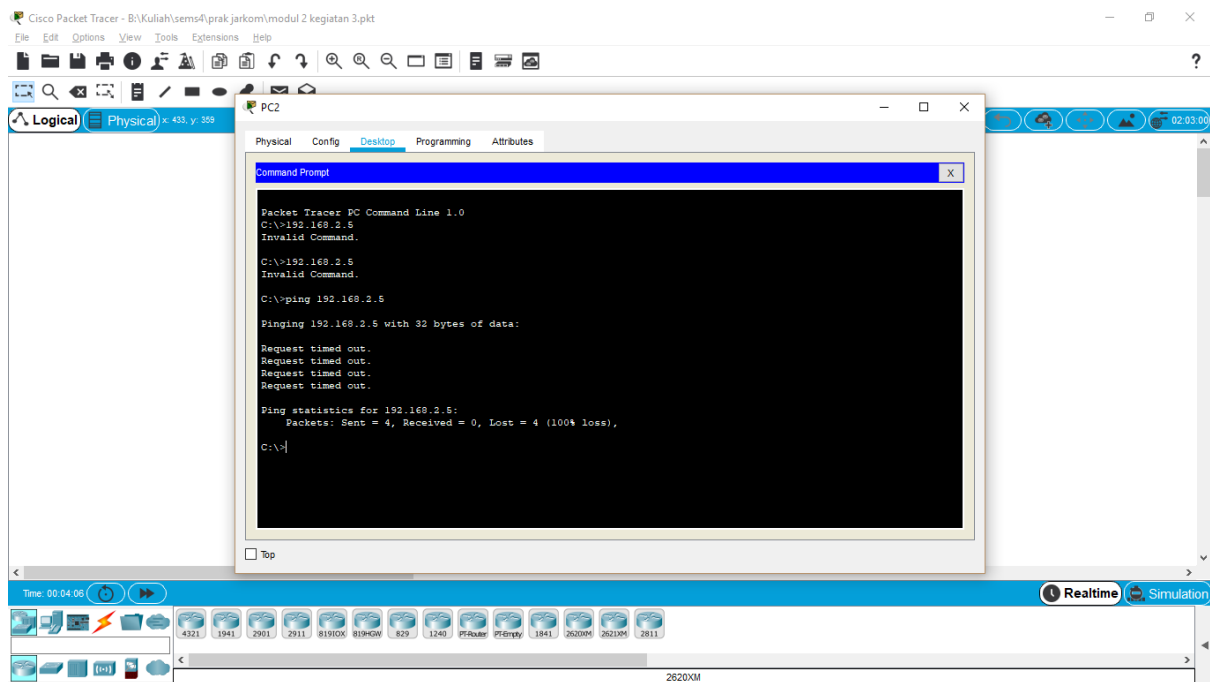 Cisco Packet Tracer - B:\Kuliah\sems4\prak jarkom\modul 2 kegiatan 3.pkt
File Edit Options View Tools Extensions Help
?
Logical Physical x: 433, y: 359
02:03:00
PC2
Physical Config Desktop Programming Attributes
Command Prompt
X
Packet Tracer PC Command Line 1.0
C:\>192.168.2.5
Invalid Command.
C:\>192.168.2.5
Invalid Command.
C:\>ping 192.168.2.5
Pinging 192.168.2.5 with 32 bytes of data:
Request timed out.
Request timed out.
Request timed out.
Request timed out.
Ping statistics for 192.168.2.5:
Packets: Sent = 4, Received = 0, Lost = 4 (100% loss),
C:\>
Top
Time: 00:04:06
Realtime Simulation
4321 1941 2901 2911 819IOX 819HGW 829 1240 PT-Router PT-Empty 1841 2620XM 2621XM 2811
2620XM